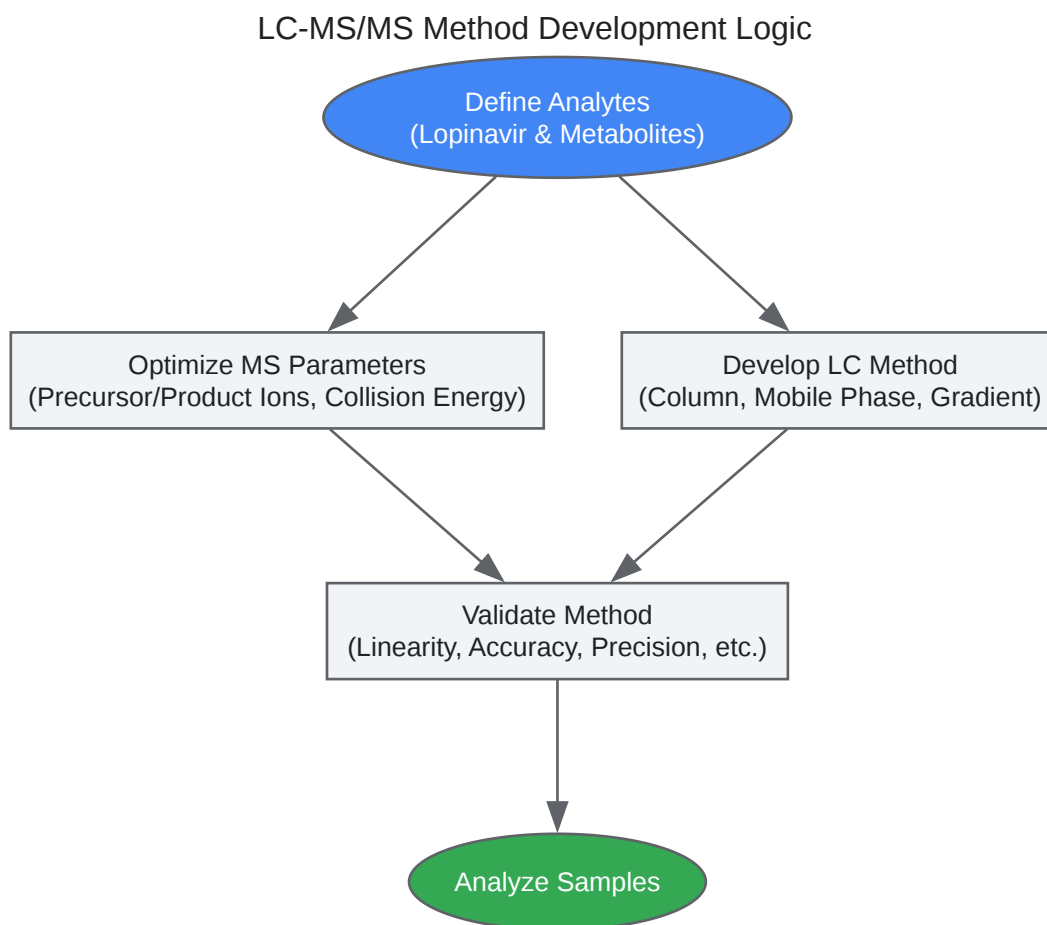 LC-MS/MS Method Development Logic
Define Analytes
(Lopinavir & Metabolites)
Optimize MS Parameters
(Precursor/Product Ions, Collision Energy)
Develop LC Method
(Column, Mobile Phase, Gradient)
Validate Method
(Linearity, Accuracy, Precision, etc.)
Analyze Samples